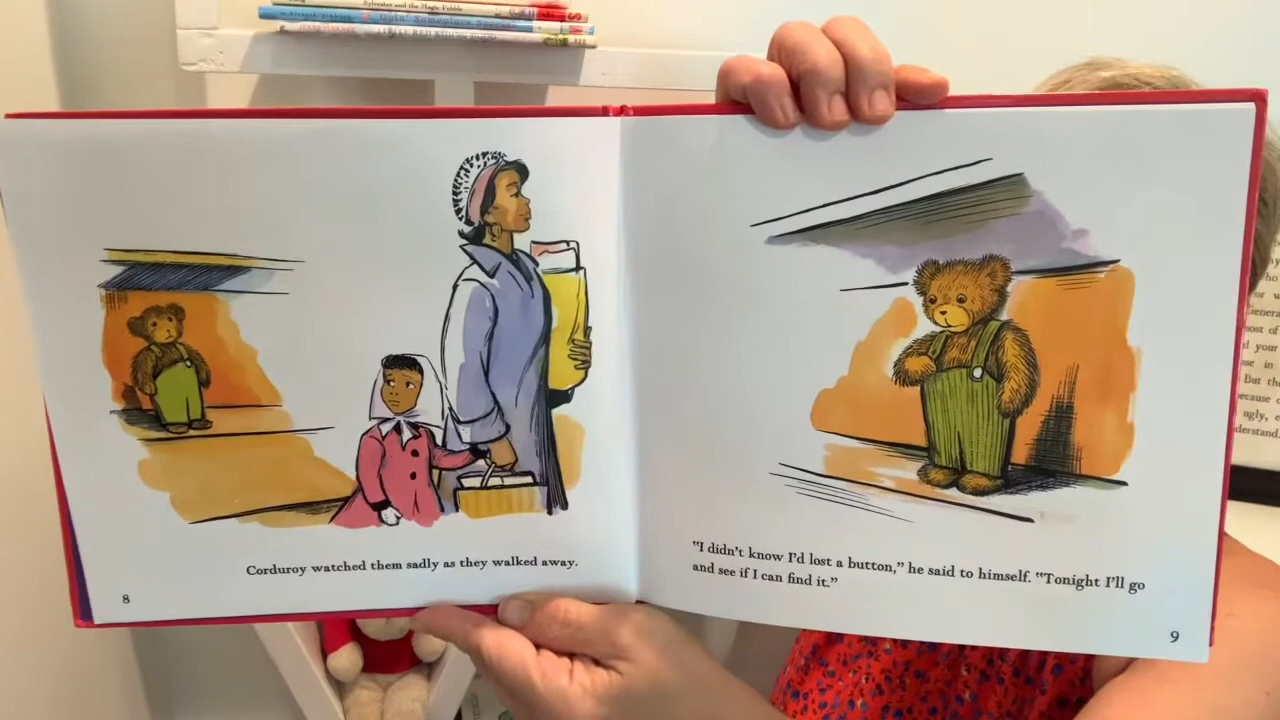 Sylvester and the Magic Pebble
Goin' Someplace Special
LITTLE RED RIDING HOOD
Corduroy watched them sadly as they walked away.
8
"I didn't know I'd lost a button," he said to himself. "Tonight I'll go
and see if I can find it."
9
Genera
ost of
your
se in
But the
ecause
ugly,
derstand,